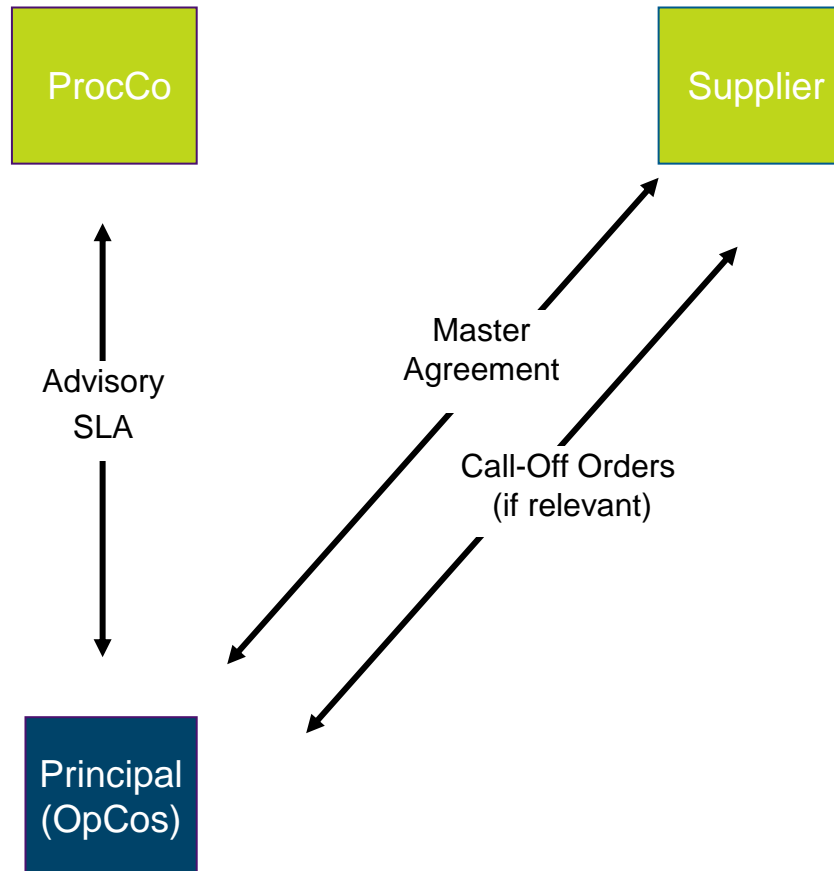 ProcCo
Supplier
Master
Agreement
Advisory
SLA
Call-Off Orders
(if relevant)
Principal
(OpCos)